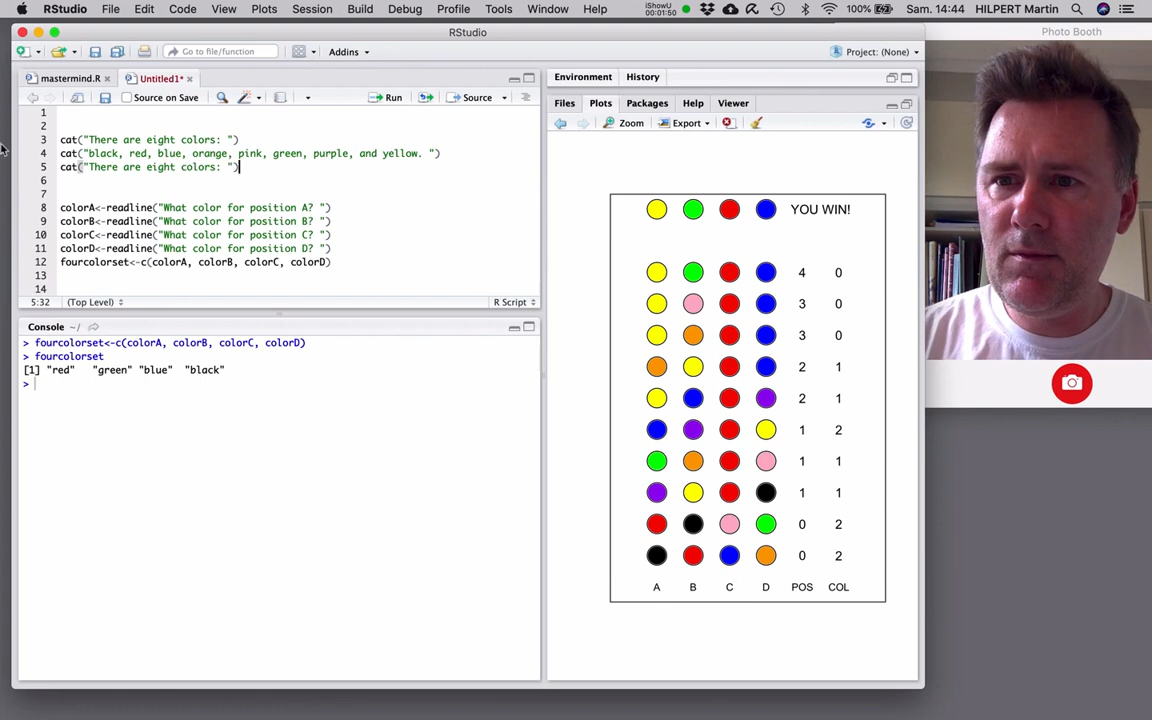 RStudio File Edit Code View Plots Session Build Debug Profile Tools Window Help iShowU 00:01:50 100% Sam. 14:44 HILPERT Martin
RStudio
Photo Booth
Go to file/function Addins Project: (None)
mastermind.R Untitled1*
Environment History
Source on Save Run Source
Files Plots Packages Help Viewer
Zoom Export
1
2
3 cat("There are eight colors: ")
4 cat("black, red, blue, orange, pink, green, purple, and yellow. ")
5 cat("There are eight colors: ")
6
7
8 colorA<-readline("What color for position A? ")
9 colorB<-readline("What color for position B? ")
10 colorC<-readline("What color for position C? ")
11 colorD<-readline("What color for position D? ")
12 fourcolorset<-c(colorA, colorB, colorC, colorD)
13
14
5:32 (Top Level) R Script
Console ~/
> fourcolorset<-c(colorA, colorB, colorC, colorD)
> fourcolorset
[1] "red" "green" "blue" "black"
>
YOU WIN!
4 0
3 0
3 0
2 1
2 1
1 2
1 1
1 1
0 2
0 2
A B C D POS COL